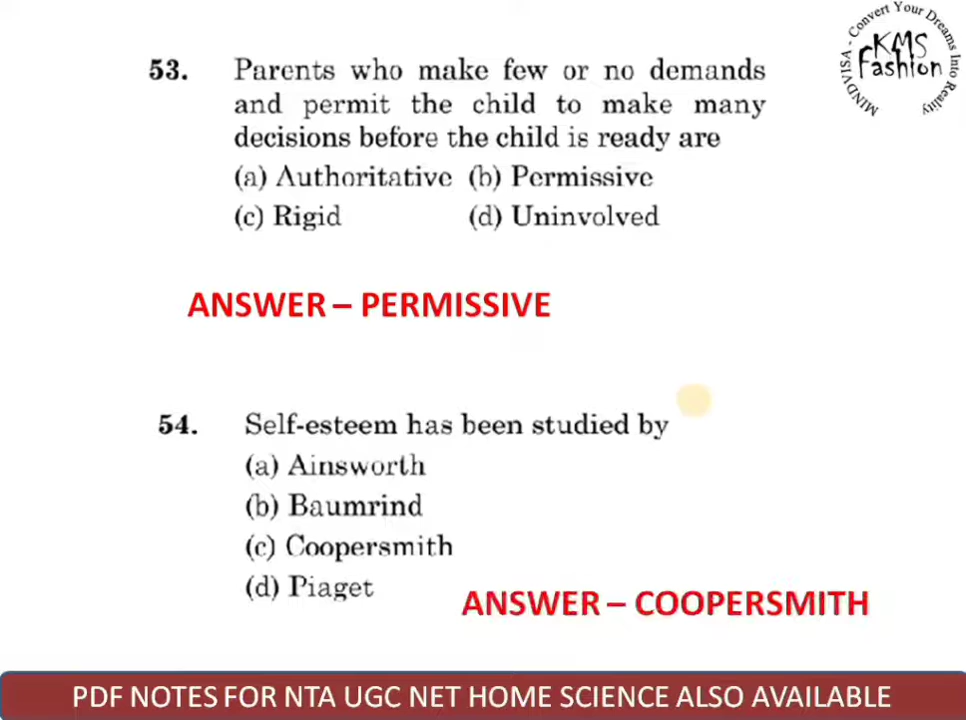 MINDVISA - Convert Your Dreams Into Reality
KMS
Fashion
53. Parents who make few or no demands
and permit the child to make many
decisions before the child is ready are
(a) Authoritative (b) Permissive
(c) Rigid (d) Uninvolved
ANSWER – PERMISSIVE
54. Self-esteem has been studied by
(a) Ainsworth
(b) Baumrind
(c) Coopersmith
(d) Piaget
ANSWER – COOPERSMITH
PDF NOTES FOR NTA UGC NET HOME SCIENCE ALSO AVAILABLE